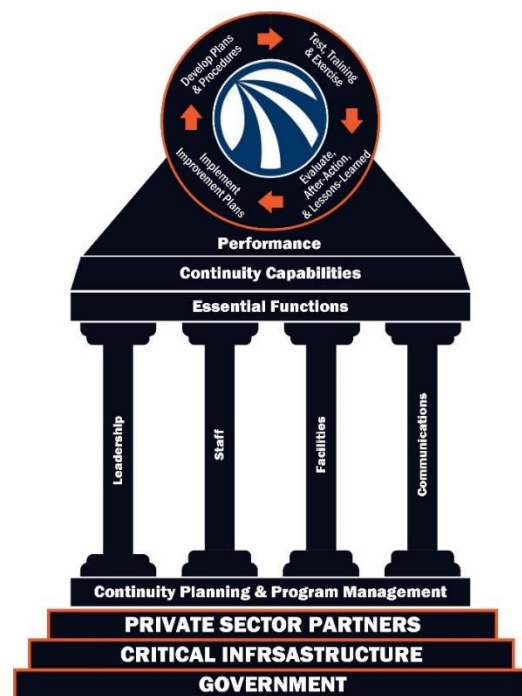 Develop Plans
& Procedures
Test, Training
& Exercise
Evaluate,
After-Action,
& Lessons-Learned
Implement
Improvement Plans
Performance
Continuity Capabilities
Essential Functions
Leadership
Staff
Facilities
Communications
Continuity Planning & Program Management
PRIVATE SECTOR PARTNERS
CRITICAL INFRSASTRUCTURE
GOVERNMENT